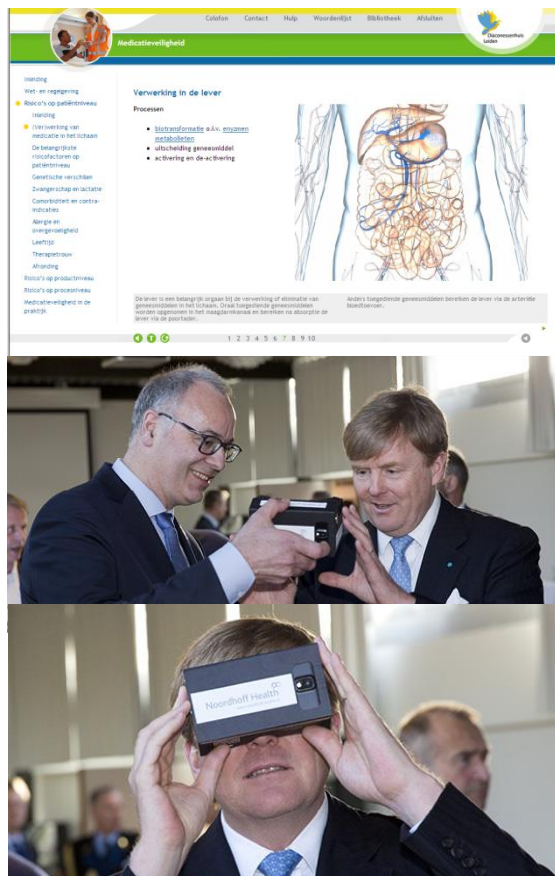 Colofon Contact Hulp Woordenlijst Bibliotheek Afsluiten
Diaconessenhuis
Leiden
Medicatieveiligheid
Inleiding
Wet- en regelgeving
Risico's op patiëntniveau
Inleiding
(Ver)werking van
medicatie in het lichaam
De belangrijkste
risicofactoren op
patiëntniveau
Genetische verschillen
Zwangerschap en lactatie
Comorbiditeit en contra-
indicaties
Allergie en
overgevoeligheid
Leeftijd
Therapietrouw
Afronding
Risico's op productniveau
Risico's op procesniveau
Medicatieveiligheid in de
praktijk
Verwerking in de lever
Processen
biotransformatie o.i.v. enzymen
metabolieten
uitscheiding geneesmiddel
activering en de-activering
De lever is een belangrijk orgaan bij de verwerking of eliminatie van
geneesmiddelen in het lichaam. Oraal toegediende geneesmiddelen
worden opgenomen in het maagdarmkanaal en bereiken na absorptie de
lever via de poortader.
Anders toegediende geneesmiddelen bereiken de lever via de arteriële
bloedtoevoer.
1 2 3 4 5 6 7 8 9 10
Noordhoff Health